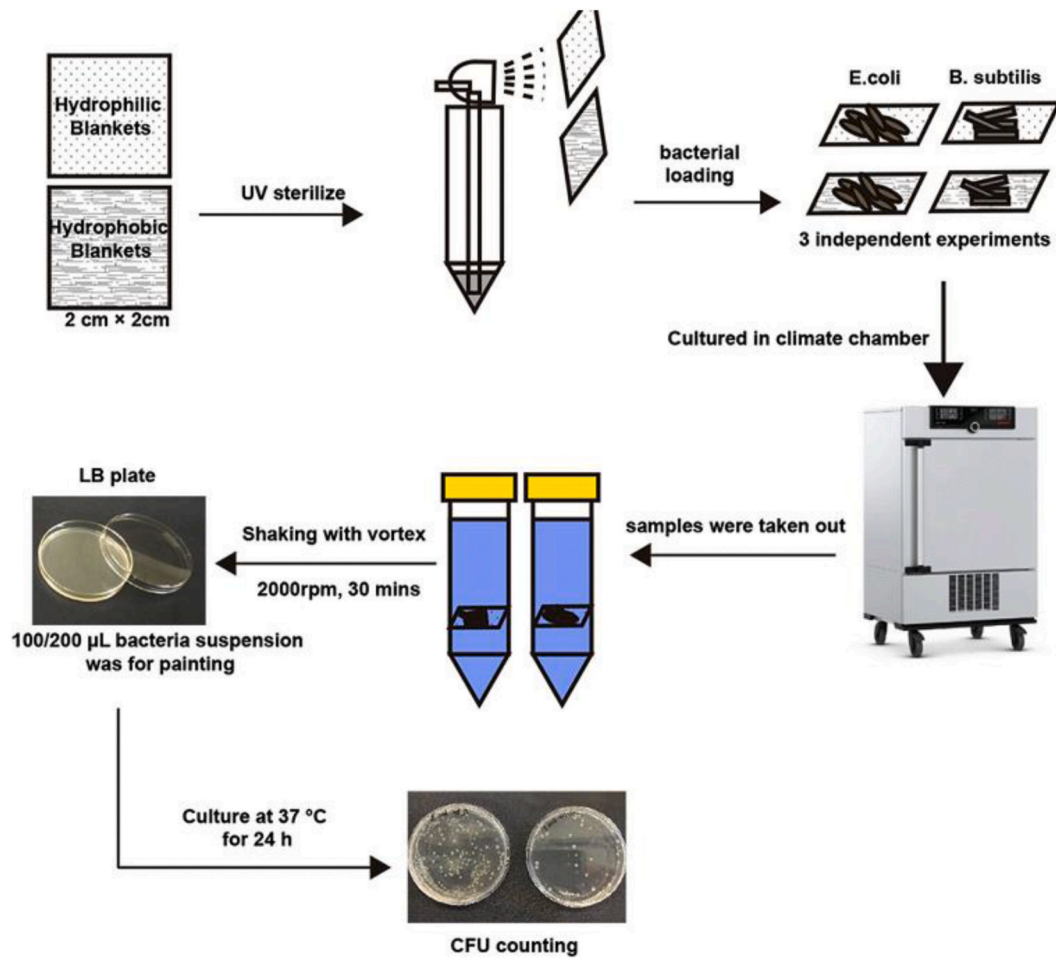 Hydrophilic
Blankets
Hydrophobic
Blankets
2 cm × 2cm
UV sterilize
bacterial
loading
E.coli
B. subtilis
3 independent experiments
Cultured in climate chamber
samples were taken out
Shaking with vortex
2000rpm, 30 mins
LB plate
100/200 μL bacteria suspension
was for painting
Culture at 37 °C
for 24 h
CFU counting